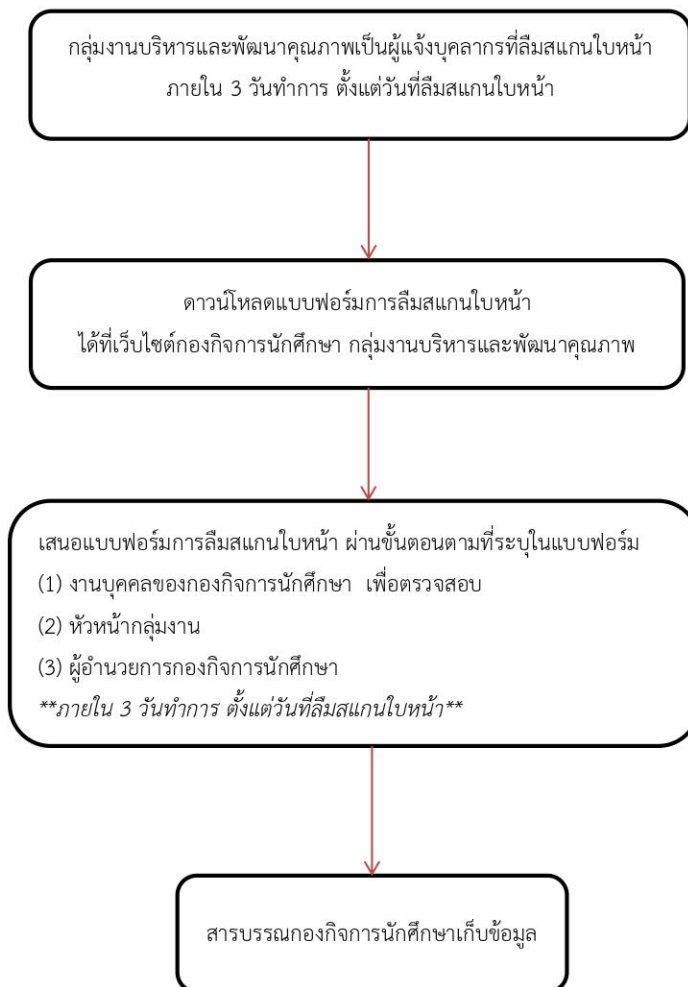 กลุ่มงานบริหารและพัฒนาคุณภาพเป็นผู้แจ้งบุคลากรที่ลืมสแกนใบหน้า
ภายใน 3 วันทำการ ตั้งแต่วันที่ลืมสแกนใบหน้า
ดาวน์โหลดแบบฟอร์มการลืมสแกนใบหน้า
ได้ที่เว็บไซต์กองกิจการนักศึกษา กลุ่มงานบริหารและพัฒนาคุณภาพ
เสนอแบบฟอร์มการลืมสแกนใบหน้า ผ่านขั้นตอนตามที่ระบุในแบบฟอร์ม
(1) งานบุคคลของกองกิจการนักศึกษา เพื่อตรวจสอบ
(2) หัวหน้ากลุ่มงาน
(3) ผู้อำนวยการกองกิจการนักศึกษา
**ภายใน 3 วันทำการ ตั้งแต่วันที่ลืมสแกนใบหน้า**
สารบรรณกองกิจการนักศึกษาเก็บข้อมูล